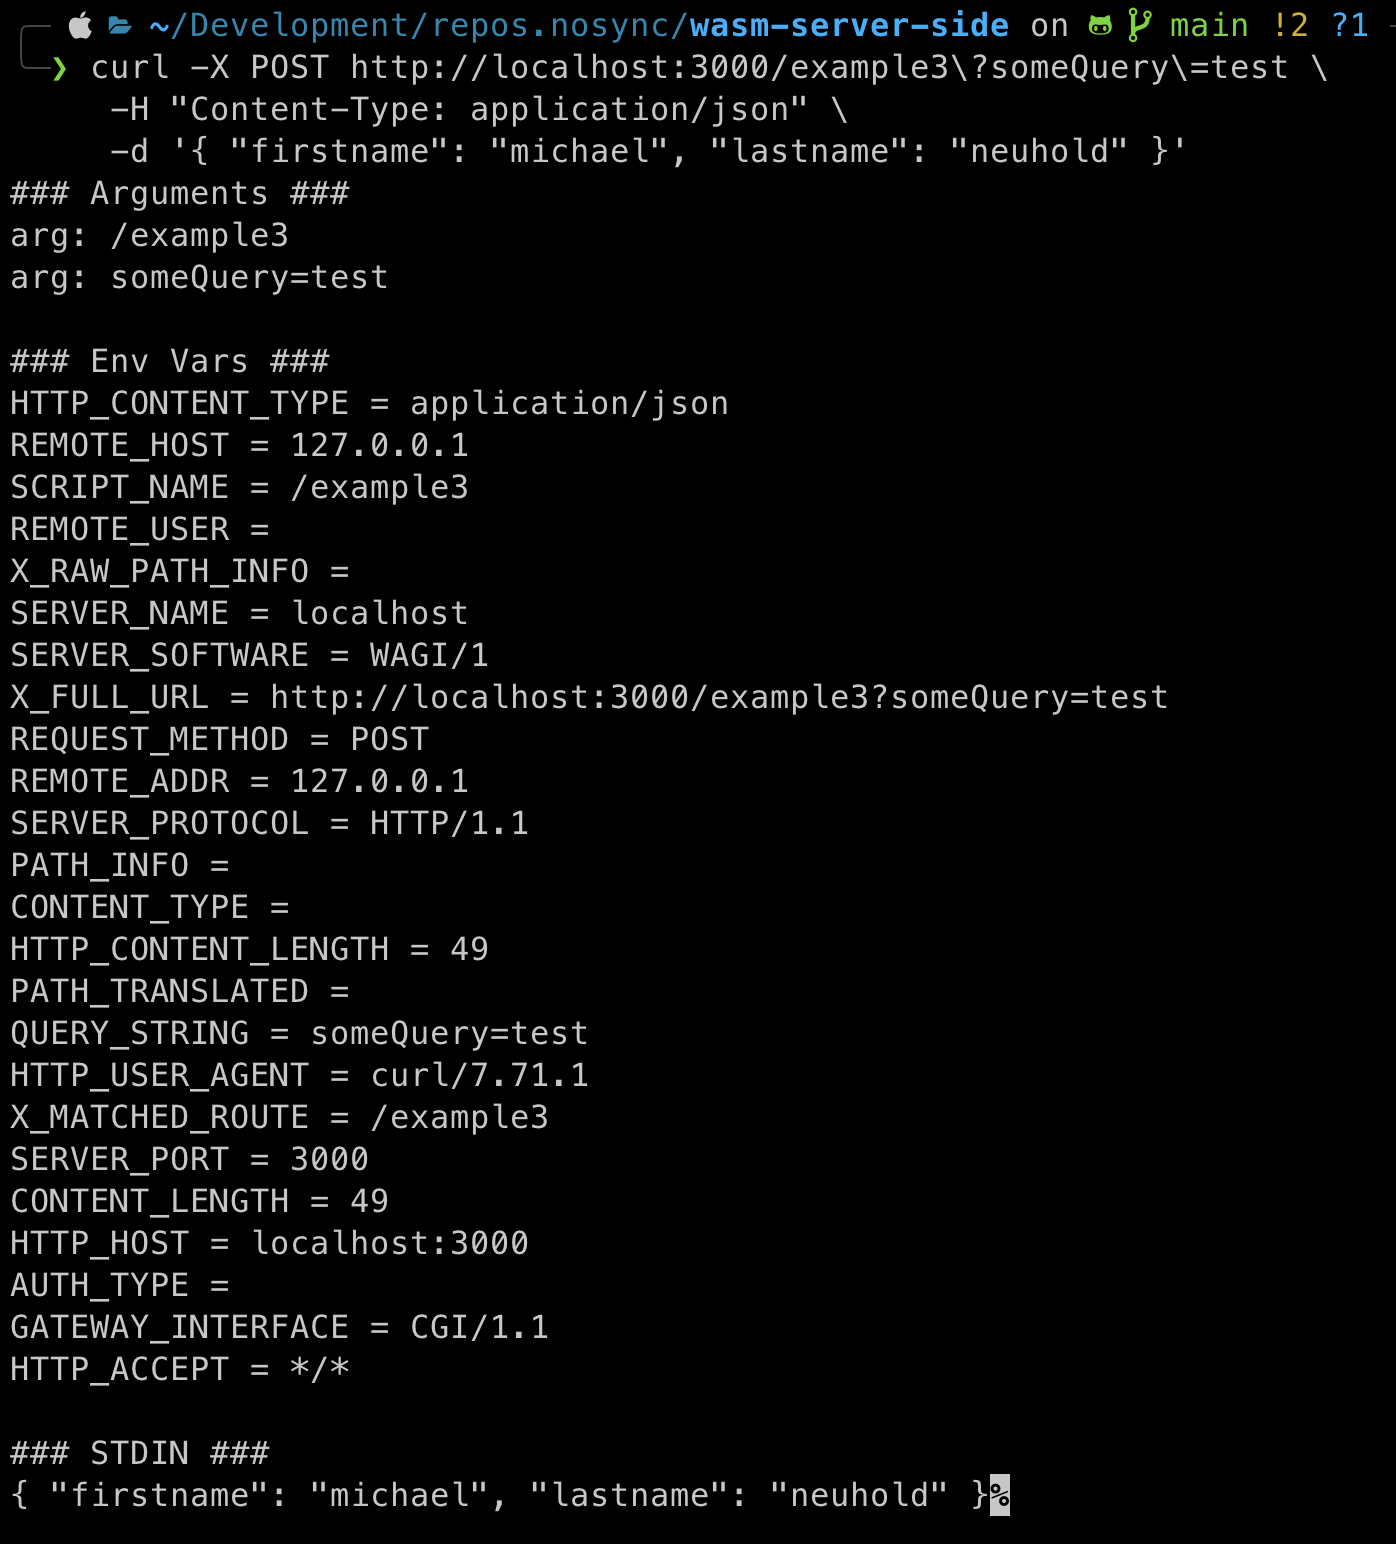 ~/Development/repos.nosync/wasm-server-side on main !2 ?1
❯ curl -X POST http://localhost:3000/example3\?someQuery\=test \
-H "Content-Type: application/json" \
-d '{ "firstname": "michael", "lastname": "neuhold" }'
### Arguments ###
arg: /example3
arg: someQuery=test
### Env Vars ###
HTTP_CONTENT_TYPE = application/json
REMOTE_HOST = 127.0.0.1
SCRIPT_NAME = /example3
REMOTE_USER =
X_RAW_PATH_INFO =
SERVER_NAME = localhost
SERVER_SOFTWARE = WAGI/1
X_FULL_URL = http://localhost:3000/example3?someQuery=test
REQUEST_METHOD = POST
REMOTE_ADDR = 127.0.0.1
SERVER_PROTOCOL = HTTP/1.1
PATH_INFO =
CONTENT_TYPE =
HTTP_CONTENT_LENGTH = 49
PATH_TRANSLATED =
QUERY_STRING = someQuery=test
HTTP_USER_AGENT = curl/7.71.1
X_MATCHED_ROUTE = /example3
SERVER_PORT = 3000
CONTENT_LENGTH = 49
HTTP_HOST = localhost:3000
AUTH_TYPE =
GATEWAY_INTERFACE = CGI/1.1
HTTP_ACCEPT = */*
### STDIN ###
{ "firstname": "michael", "lastname": "neuhold" }%